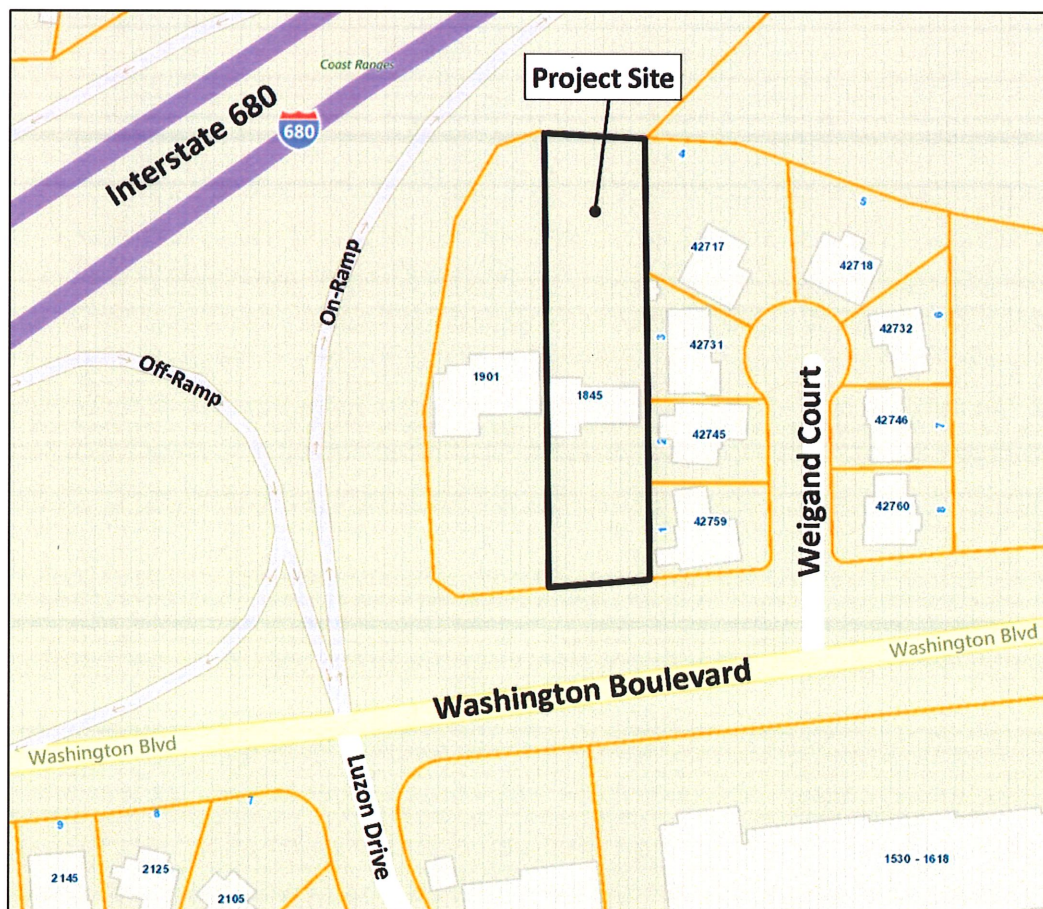 Coast Ranges
Project Site
Interstate 680
680
4
5
On-Ramp
42717
42718
Off-Ramp
3
42731
42732
6
1901
1845
2
42745
42746
7
Weigand Court
1
42759
42760
8
Washington Blvd
Washington Boulevard
Washington Blvd
Luzon Drive
9
8
7
2145
2125
2105
1530 - 1618